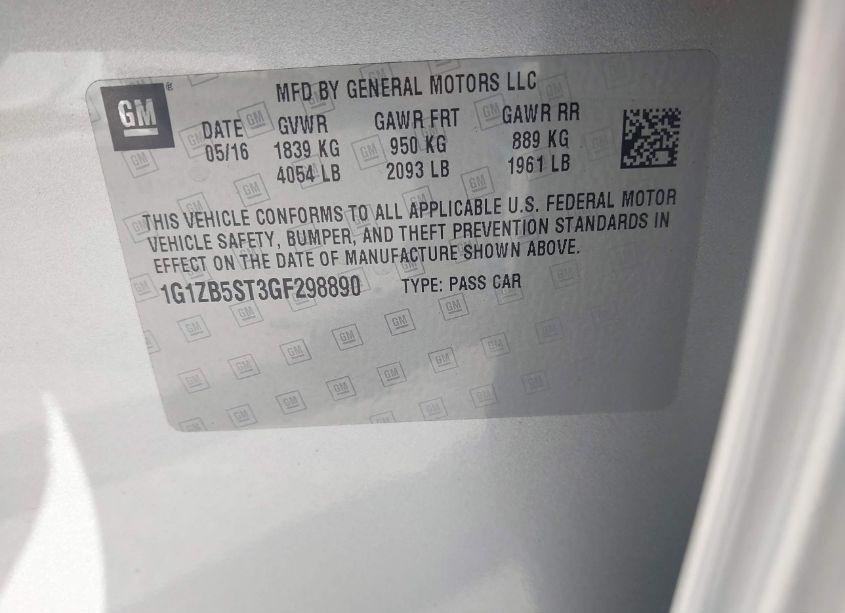 GM ®
MFD BY GENERAL MOTORS LLC
DATE GVWR GAWR FRT GAWR RR
05/16 1839 KG 950 KG 889 KG
4054 LB 2093 LB 1961 LB
THIS VEHICLE CONFORMS TO ALL APPLICABLE U.S. FEDERAL MOTOR
VEHICLE SAFETY, BUMPER, AND THEFT PREVENTION STANDARDS IN
EFFECT ON THE DATE OF MANUFACTURE SHOWN ABOVE.
1G1ZB5ST3GF298890 TYPE: PASS CAR